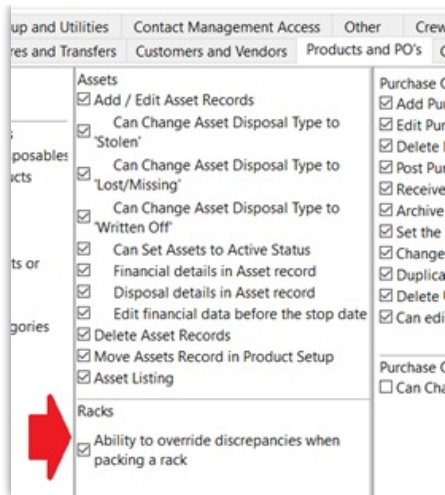 up and Utilities Contact Management Access Other Crew
res and Transfers Customers and Vendors Products and PO's
Assets
Add / Edit Asset Records
Can Change Asset Disposal Type to
'Stolen'
Can Change Asset Disposal Type to
'Lost/Missing'
Can Change Asset Disposal Type to
'Written Off'
Can Set Assets to Active Status
Financial details in Asset record
Disposal details in Asset record
Edit financial data before the stop date
Delete Asset Records
Move Assets Record in Product Setup
Asset Listing
Racks
Ability to override discrepancies when
packing a rack
sposables
ucts
ts or
gories
Purchase
Add Pu
Edit Pur
Delete
Post Pur
Receive
Archive
Set the
Change
Duplica
Delete
Can edi
Purchase
Can Cha